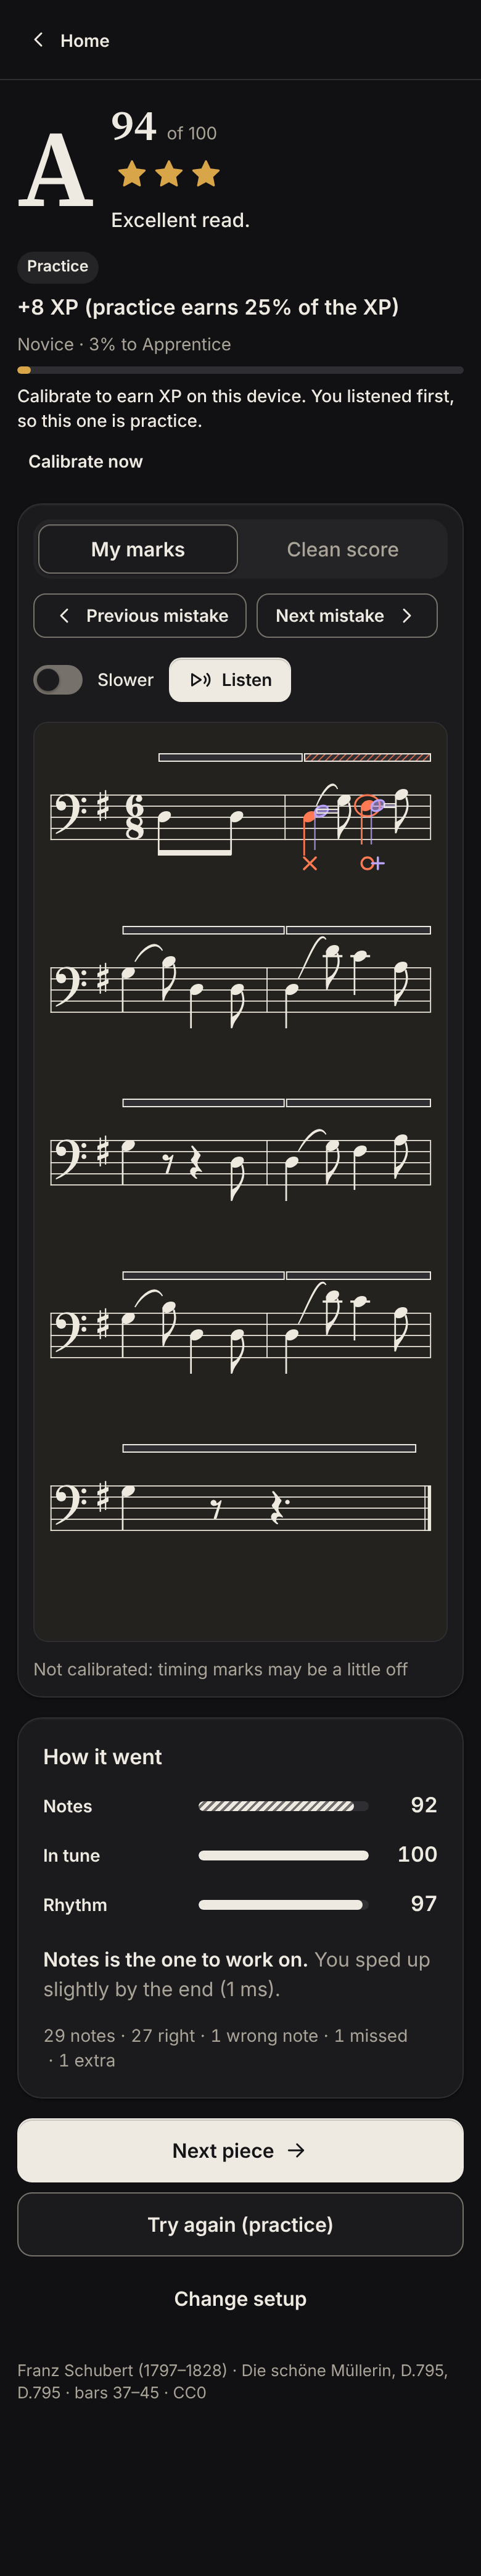 Home
A
94 of 100
Excellent read.
Practice
+8 XP (practice earns 25% of the XP)
Novice · 3% to Apprentice
Calibrate to earn XP on this device. You listened first,
so this one is practice.
Calibrate now
My marks
Clean score
Previous mistake
Next mistake
Slower
Listen
6
8
Not calibrated: timing marks may be a little off
How it went
Notes 92
In tune 100
Rhythm 97
Notes is the one to work on. You sped up
slightly by the end (1 ms).
29 notes · 27 right · 1 wrong note · 1 missed
· 1 extra
Next piece
Try again (practice)
Change setup
Franz Schubert (1797–1828) · Die schöne Müllerin, D.795,
D.795 · bars 37–45 · CC0